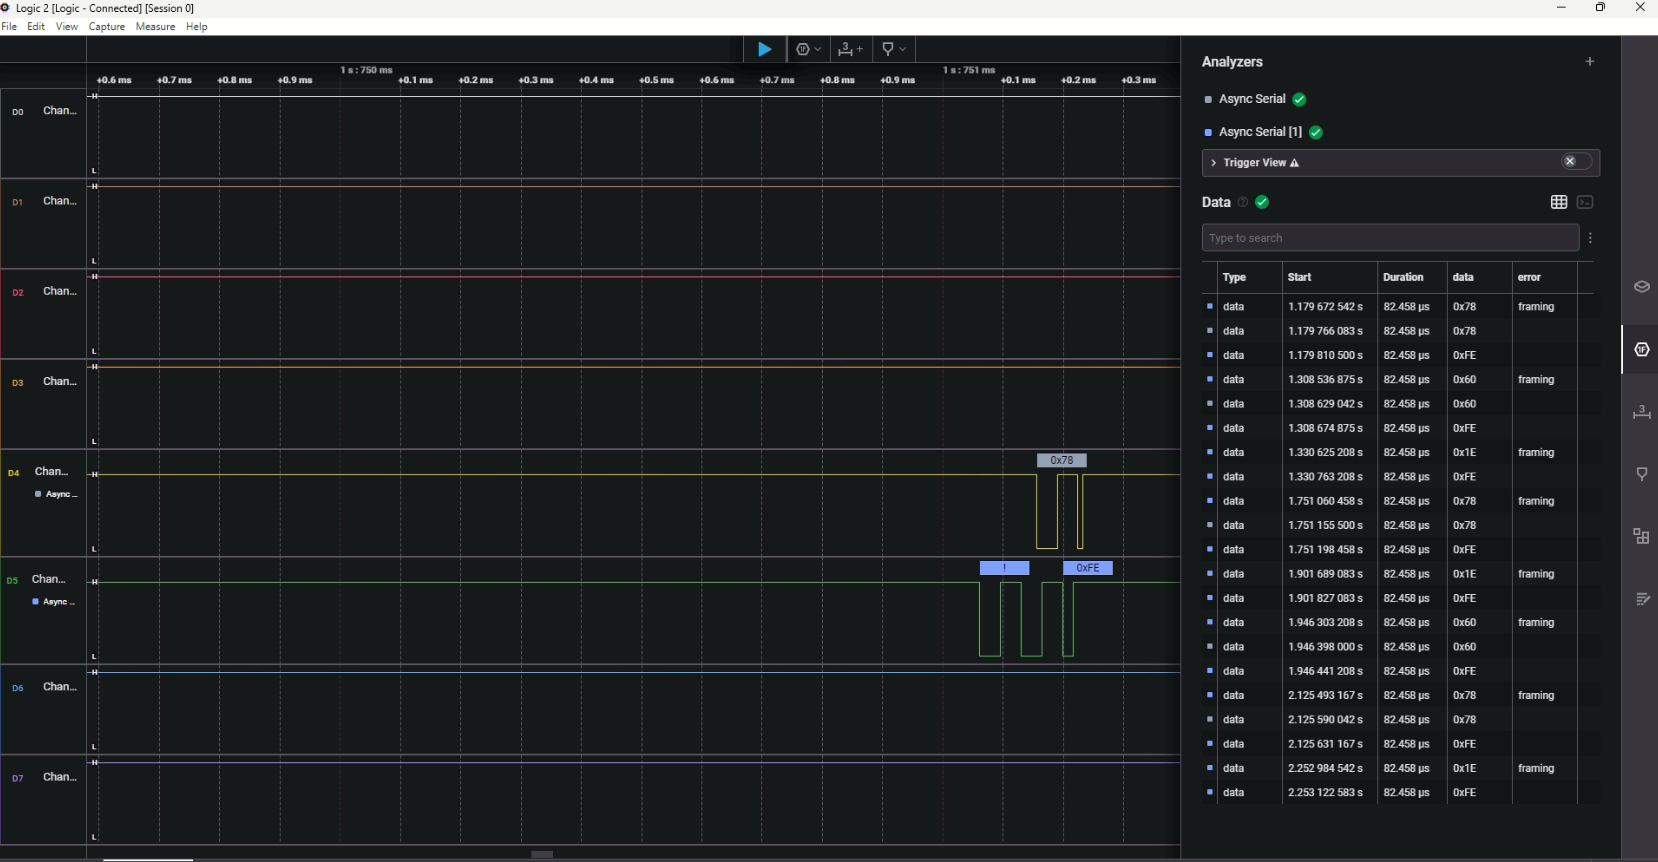 Logic 2 [Logic - Connected] [Session 0]
File Edit View Capture Measure Help
1 s : 750 ms 1 s : 751 ms
+0.6 ms +0.7 ms +0.8 ms +0.9 ms +0.1 ms +0.2 ms +0.3 ms +0.4 ms +0.5 ms +0.6 ms +0.7 ms +0.8 ms +0.9 ms +0.1 ms +0.2 ms +0.3 ms
D0 Chan... H
L
D1 Chan... H
L
D2 Chan... H
L
D3 Chan... H
L
D4 Chan... H 0x78
Async ...
L
D5 Chan... H ! 0xFE
Async ...
L
D6 Chan... H
L
D7 Chan... H
L
Analyzers +
Async Serial
Async Serial [1]
Trigger View
Data
Type to search
Type Start Duration data error
data 1.179 672 542 s 82.458 µs 0x78 framing
data 1.179 766 083 s 82.458 µs 0x78
data 1.179 810 500 s 82.458 µs 0xFE
data 1.308 536 875 s 82.458 µs 0x60 framing
data 1.308 629 042 s 82.458 µs 0x60
data 1.308 674 875 s 82.458 µs 0xFE
data 1.330 625 208 s 82.458 µs 0x1E framing
data 1.330 763 208 s 82.458 µs 0xFE
data 1.751 060 458 s 82.458 µs 0x78 framing
data 1.751 155 500 s 82.458 µs 0x78
data 1.751 198 458 s 82.458 µs 0xFE
data 1.901 689 083 s 82.458 µs 0x1E framing
data 1.901 827 083 s 82.458 µs 0xFE
data 1.946 303 208 s 82.458 µs 0x60 framing
data 1.946 398 000 s 82.458 µs 0x60
data 1.946 441 208 s 82.458 µs 0xFE
data 2.125 493 167 s 82.458 µs 0x78 framing
data 2.125 590 042 s 82.458 µs 0x78
data 2.125 631 167 s 82.458 µs 0xFE
data 2.252 984 542 s 82.458 µs 0x1E framing
data 2.253 122 583 s 82.458 µs 0xFE